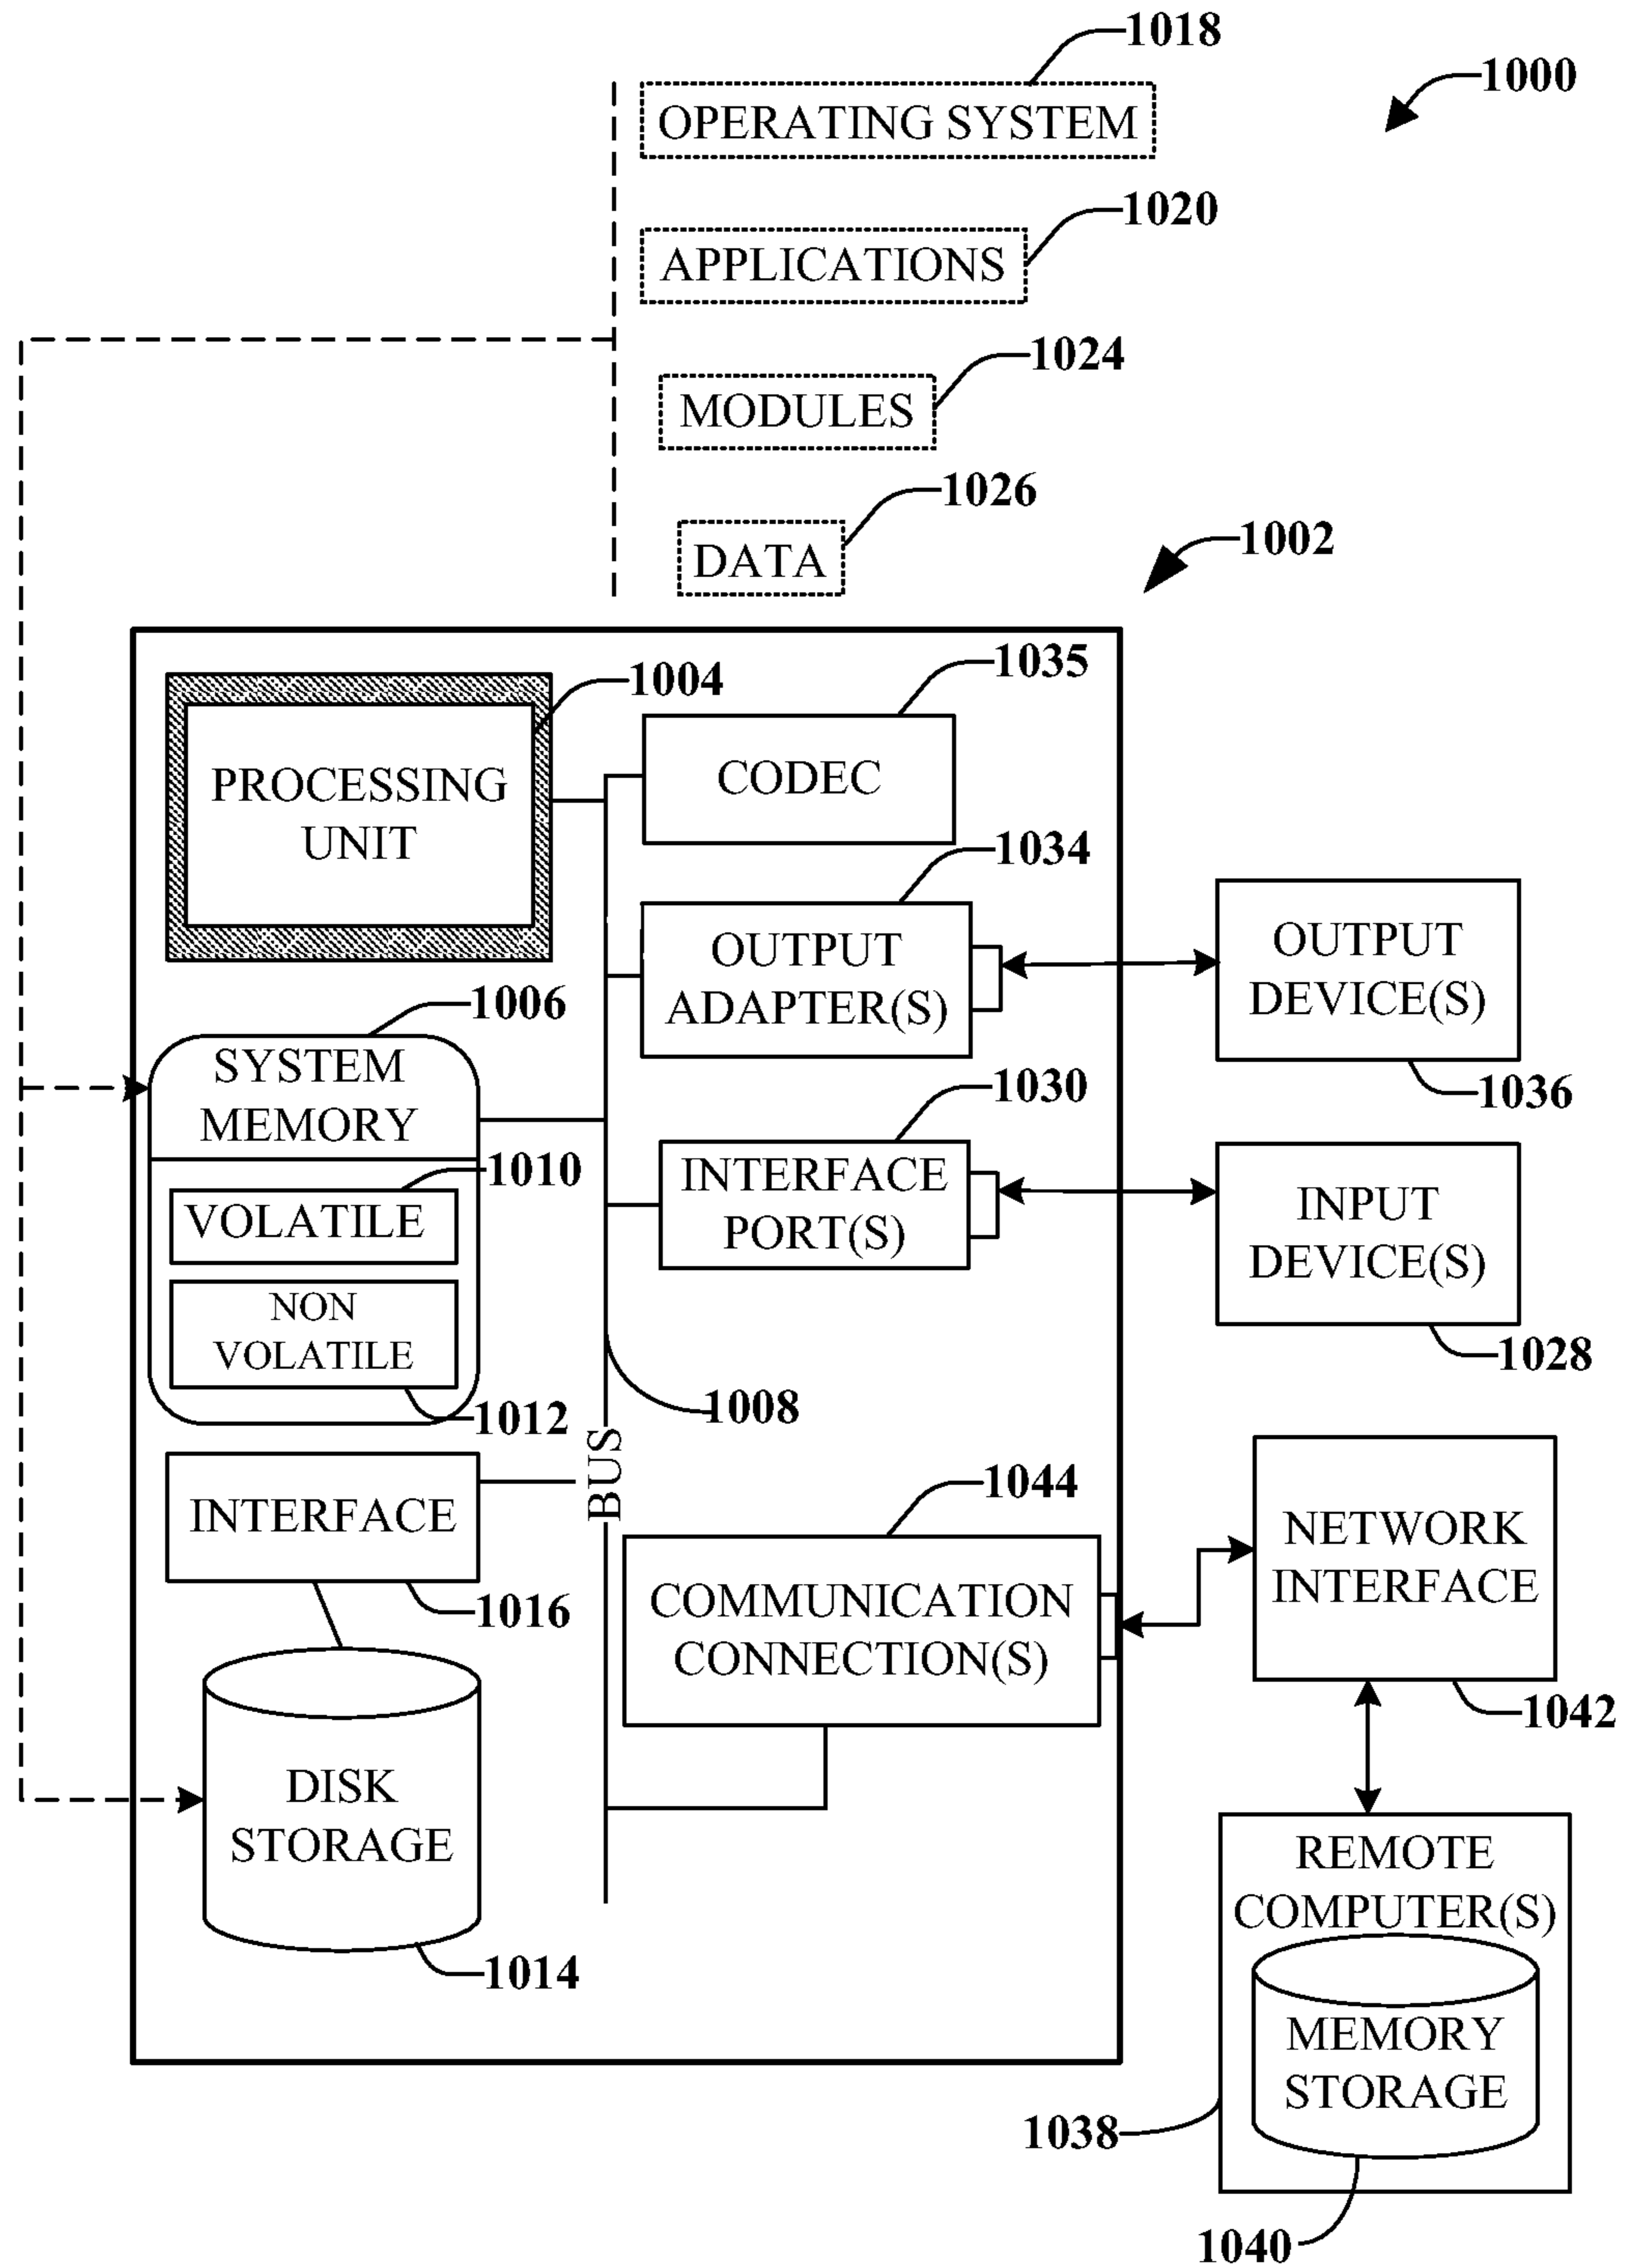 1018
1000
OPERATING SYSTEM
1020
APPLICATIONS
1024
MODULES
1026
DATA
1002
1035
1004
CODEC
PROCESSING
UNIT
1034
OUTPUT
ADAPTER(S)
OUTPUT
DEVICE(S)
1036
1006
SYSTEM
MEMORY
1030
INTERFACE
PORT(S)
INPUT
DEVICE(S)
1028
1010
VOLATILE
NON
VOLATILE
1012
1008
BUS
INTERFACE
1016
1044
COMMUNICATION
CONNECTION(S)
NETWORK
INTERFACE
1042
DISK
STORAGE
1014
REMOTE
COMPUTER(S)
MEMORY
STORAGE
1038
1040